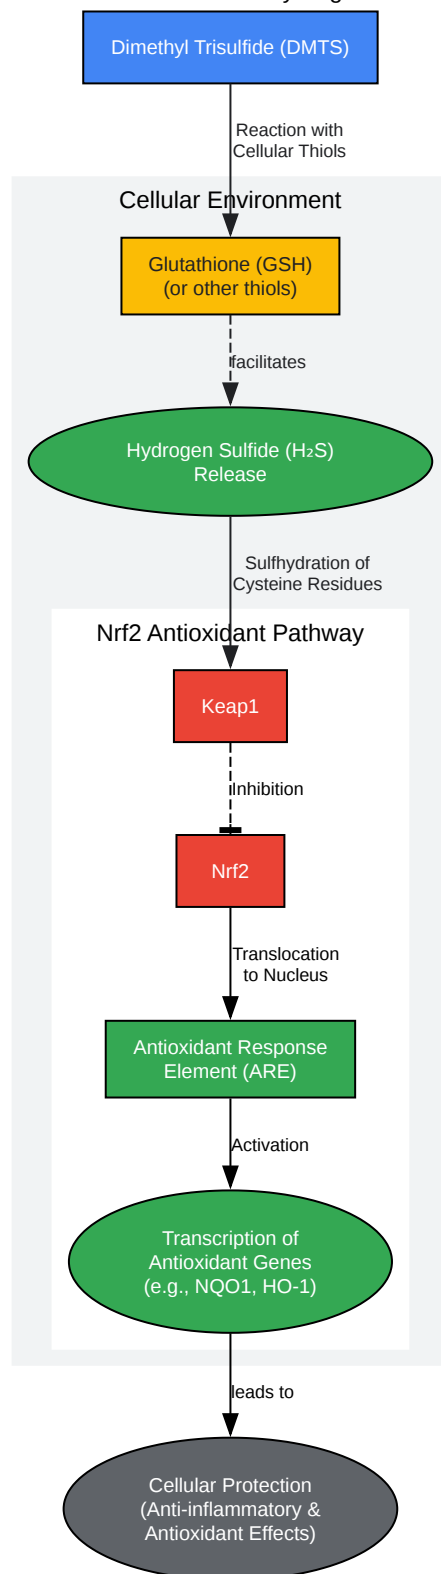 Dimethyl Trisulfide (DMTS)
Reaction with
Cellular Thiols
Cellular Environment
Glutathione (GSH)
(or other thiols)
facilitates
Hydrogen Sulfide (H₂S)
Release
Sulfhydration of
Cysteine Residues
Nrf2 Antioxidant Pathway
Keap1
Inhibition
Nrf2
Translocation
to Nucleus
Antioxidant Response
Element (ARE)
Activation
Transcription of
Antioxidant Genes
(e.g., NQO1, HO-1)
leads to
Cellular Protection
(Anti-inflammatory &
Antioxidant Effects)